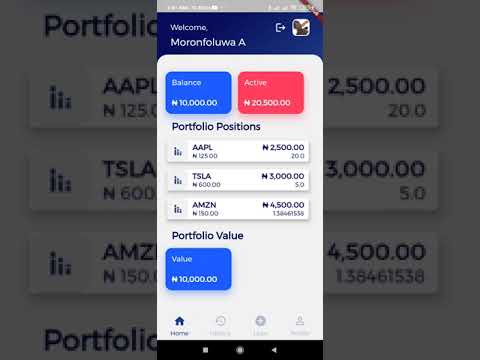 Welcome,
Moronfoluwa A
Balance
₦ 10,000.00
Active
₦ 20,500.00
Portfolio Positions
AAPL
₦ 2,500.00
₦ 125.00
20.0
TSLA
₦ 3,000.00
₦ 600.00
5.0
AMZN
₦ 4,500.00
₦ 150.00
1.38461538
Portfolio Value
Value
₦ 10,000.00
Home
History
Loan
Profile
2,500.00
₦ 125.0
20.0
3,000.00
₦ 600.
5.0
AMZN
4,500.00
₦ 150.0
1.38461538
Portfolio